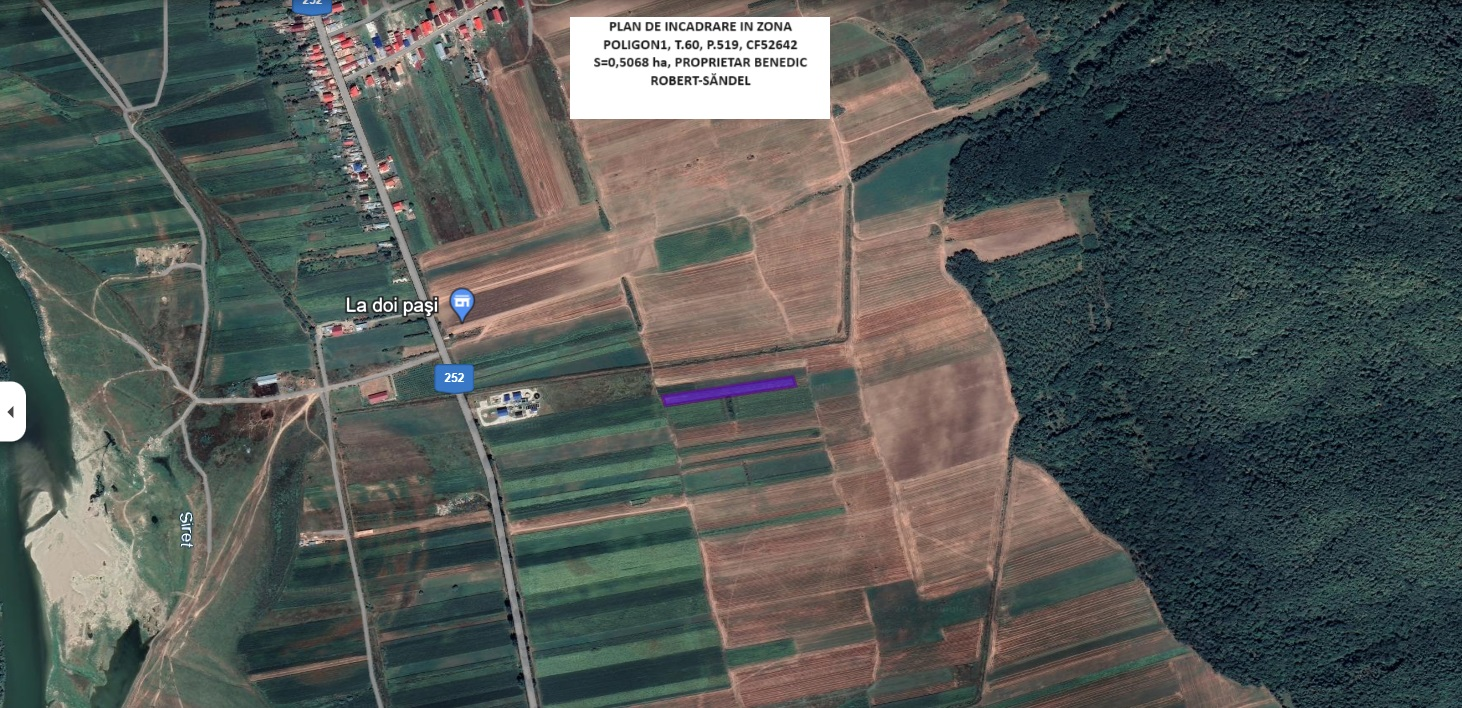 252
PLAN DE INCADRARE IN ZONA
POLIGON1, T.60, P.519, CF52642
S=0,5068 ha, PROPRIETAR BENEDIC
ROBERT-SĂNDEL
La doi paşi
252
Siret